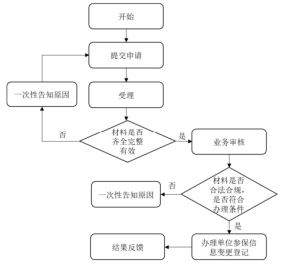 开始
提交申请
一次性告知原因
受理
材料是否
齐全完整
有效
否
是
业务审核
材料是否
合法合规，
是否符合
办理条件
否
一次性告知原因
是
结果反馈
办理单位参保信
息变更登记